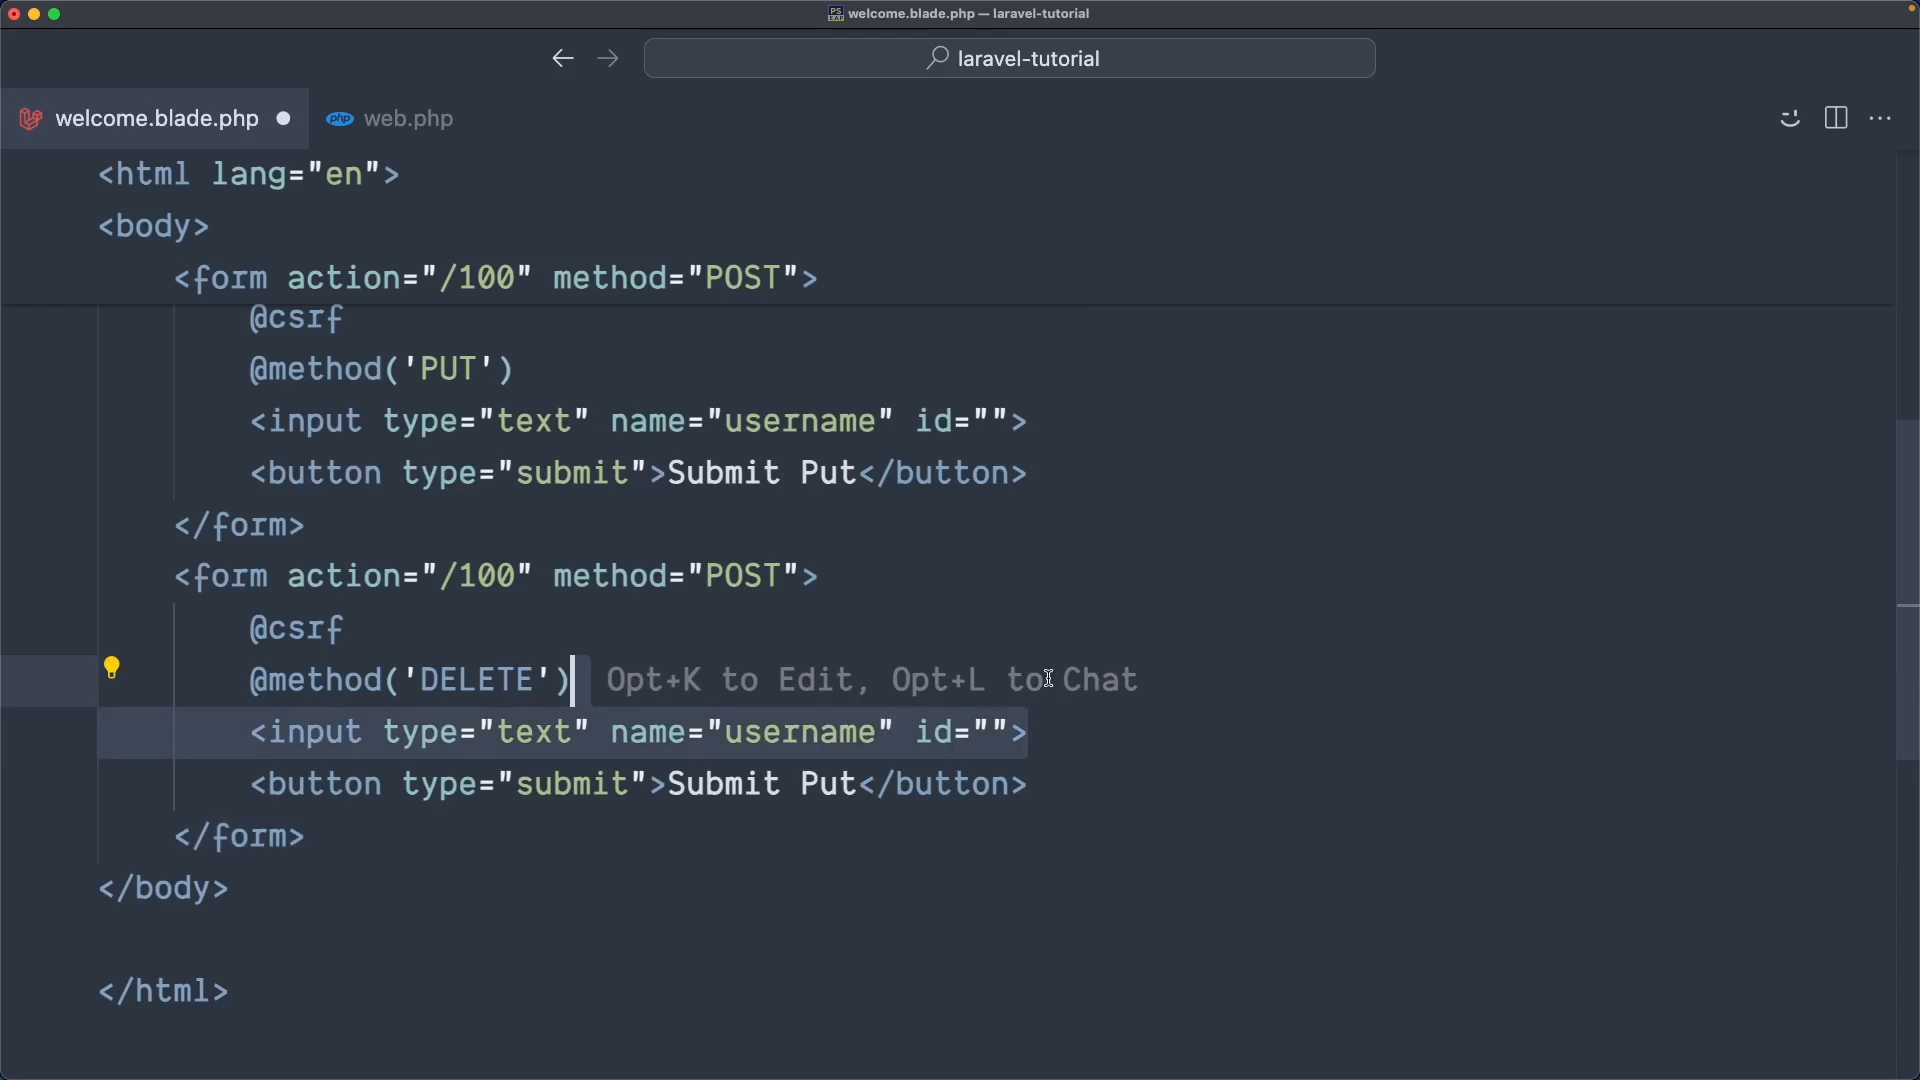 PS
EAP
welcome.blade.php — laravel-tutorial
laravel-tutorial
welcome.blade.php
php web.php
<html lang="en">
<body>
<form action="/100" method="POST">
@csrf
@method('PUT')
<input type="text" name="username" id="">
<button type="submit">Submit Put</button>
</form>
<form action="/100" method="POST">
@csrf
@method('DELETE') Opt+K to Edit, Opt+L to Chat
<input type="text" name="username" id="">
<button type="submit">Submit Put</button>
</form>
</body>
</html>